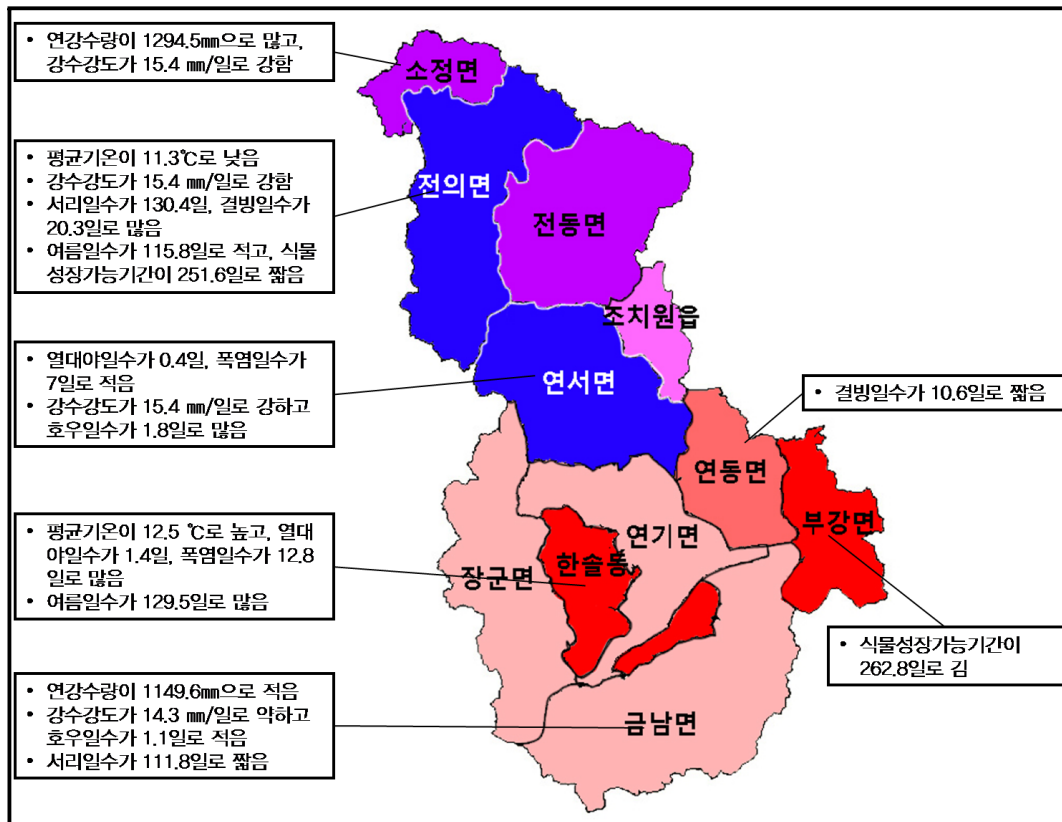 • 연강수량이 1294.5㎜으로 많고,
강수강도가 15.4 ㎜/일로 강함
• 평균기온이 11.3℃로 낮음
• 강수강도가 15.4 ㎜/일로 강함
• 서리일수가 130.4일, 결빙일수가
20.3일로 많음
• 여름일수가 115.8일로 적고, 식물
성장가능기간이 251.6일로 짧음
• 열대야일수가 0.4일, 폭염일수가
7일로 적음
• 강수강도가 15.4 ㎜/일로 강하고
호우일수가 1.8일로 많음
• 평균기온이 12.5 ℃로 높고, 열대
야일수가 1.4일, 폭염일수가 12.8
일로 많음
• 여름일수가 129.5일로 많음
• 연강수량이 1149.6㎜으로 적음
• 강수강도가 14.3 ㎜/일로 약하고
호우일수가 1.1일로 적음
• 서리일수가 111.8일로 짧음
소정면
전의면
전동면
조치원읍
연서면
연동면
부강면
연기면
한솔동
장군면
금남면
• 결빙일수가 10.6일로 짧음
• 식물성장가능기간이
262.8일로 김